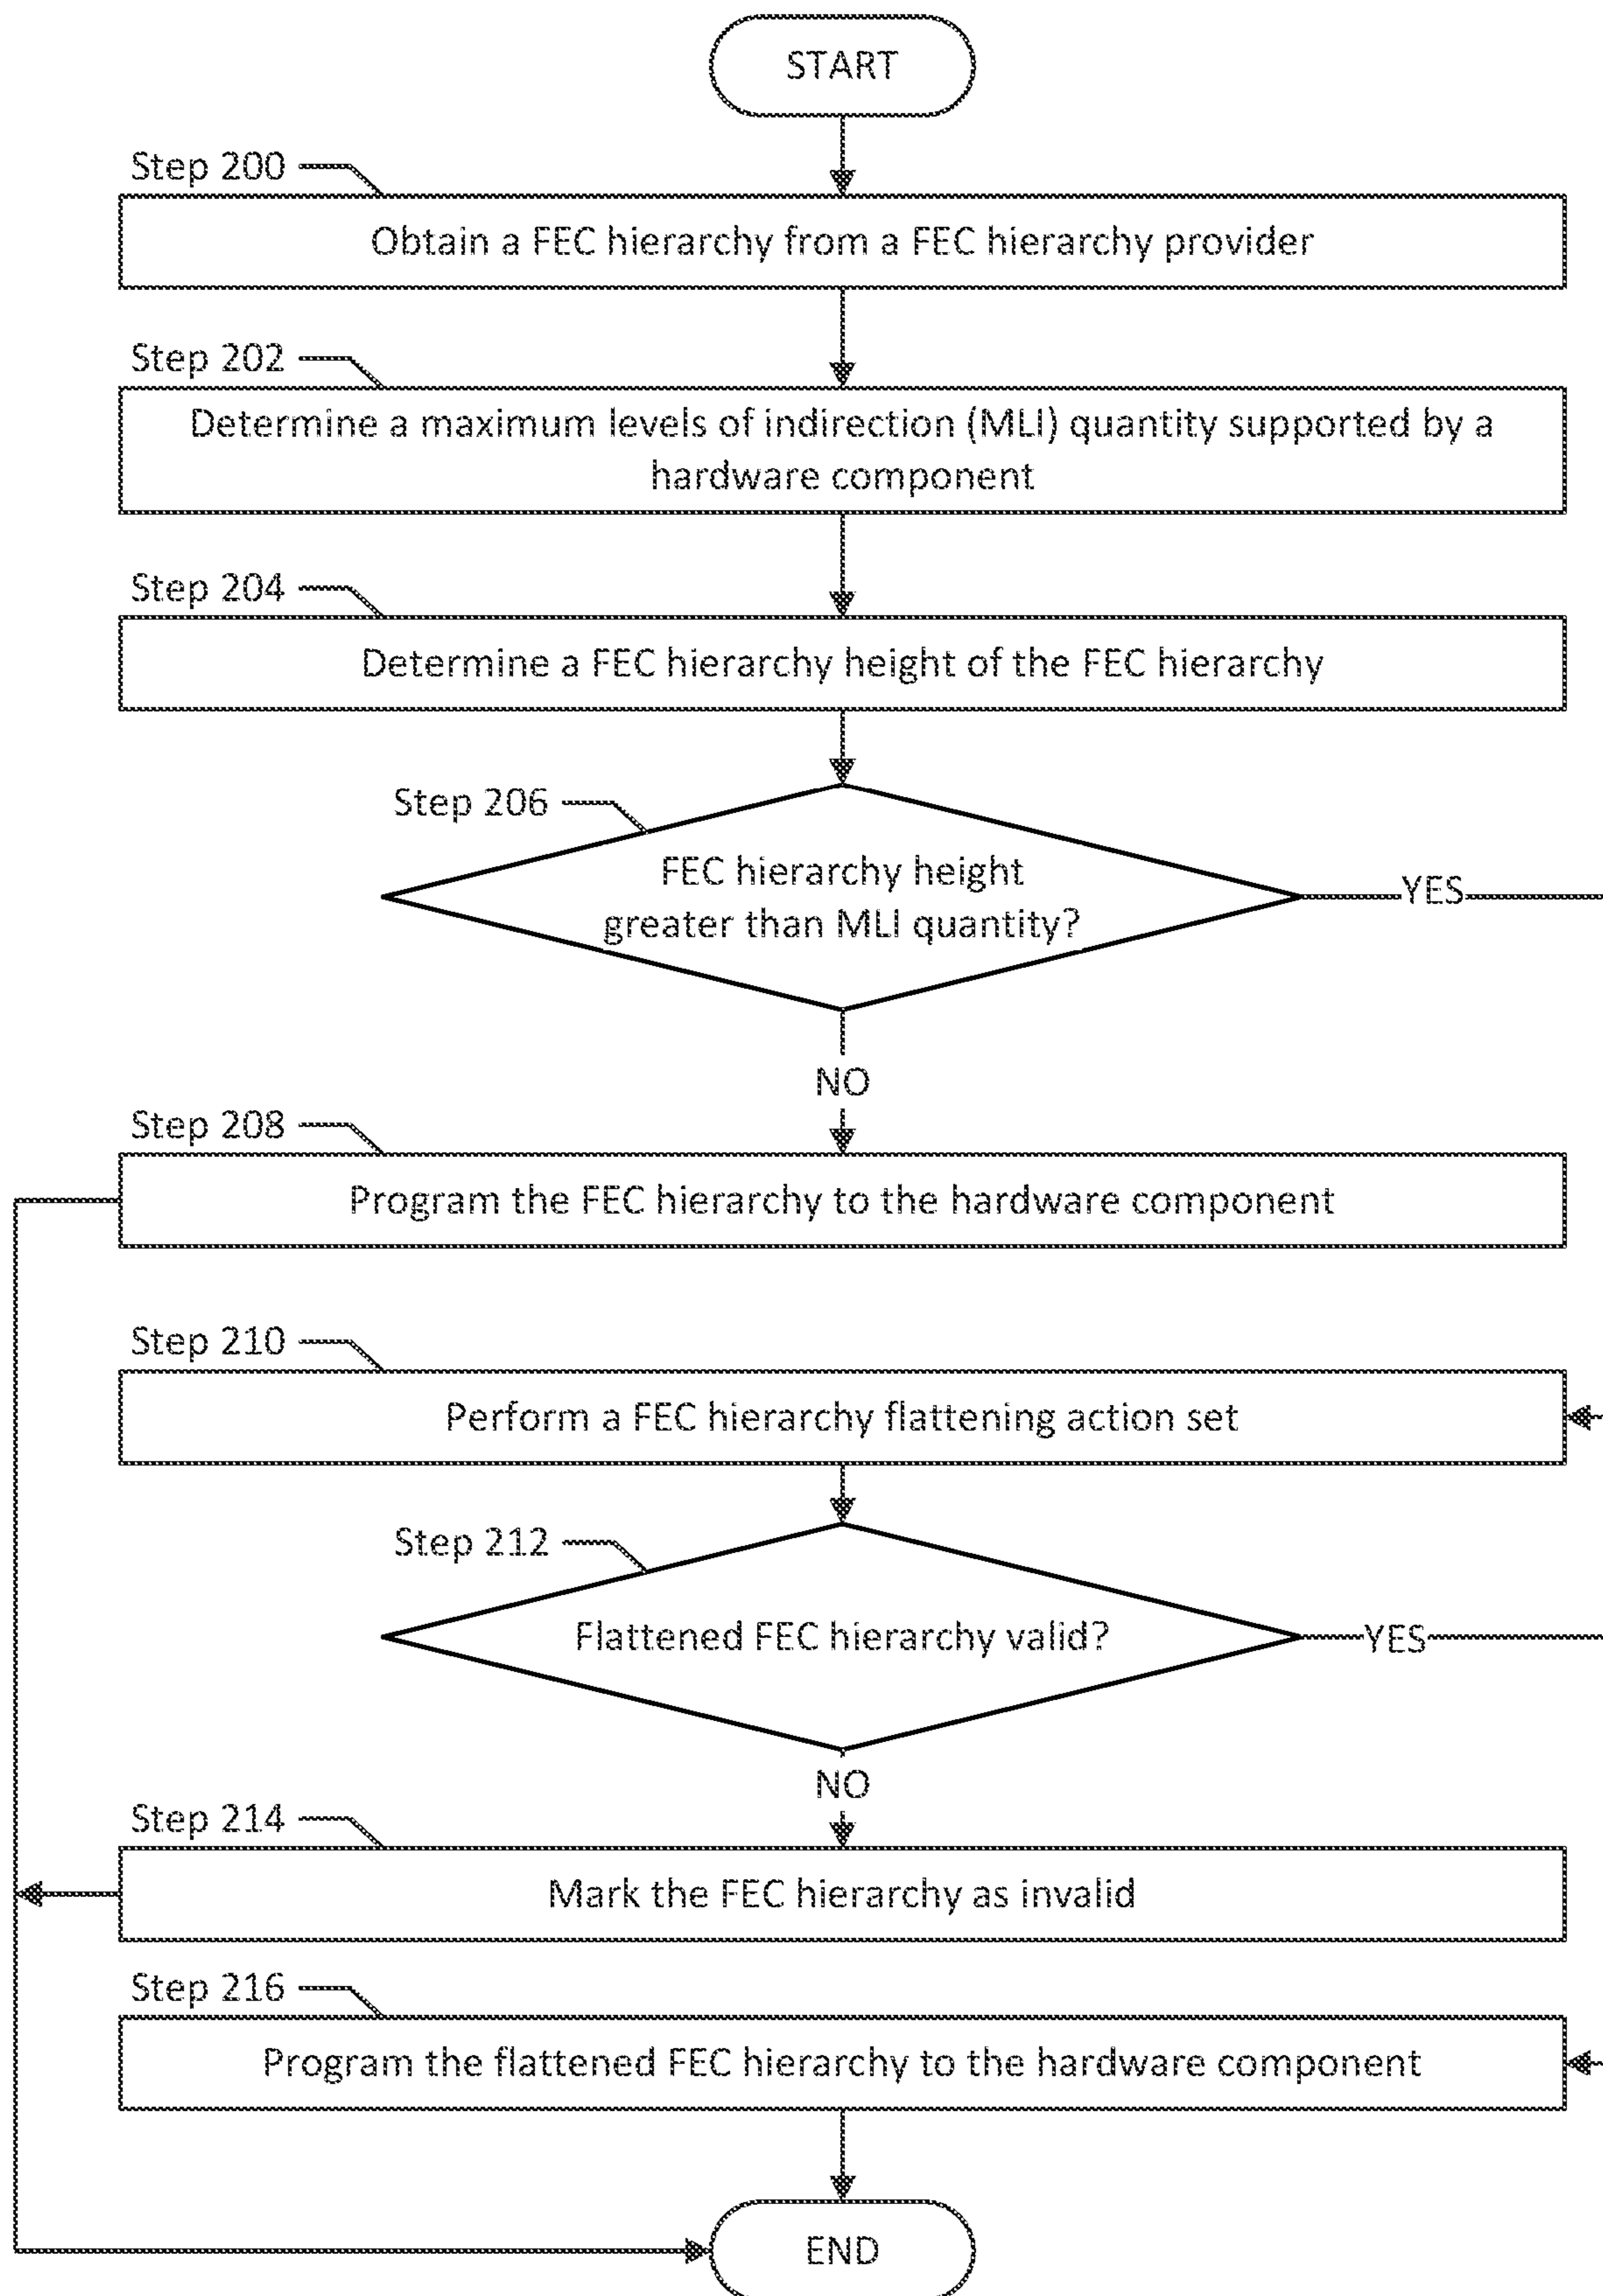 START
Step 200
Obtain a FEC hierarchy from a FEC hierarchy provider
Step 202
Determine a maximum levels of indirection (MLI) quantity supported by a
hardware component
Step 204
Determine a FEC hierarchy height of the FEC hierarchy
Step 206
FEC hierarchy height
greater than MLI quantity?
YES
NO
Step 208
Program the FEC hierarchy to the hardware component
Step 210
Perform a FEC hierarchy flattening action set
Step 212
Flattened FEC hierarchy valid?
YES
NO
Step 214
Mark the FEC hierarchy as invalid
Step 216
Program the flattened FEC hierarchy to the hardware component
END